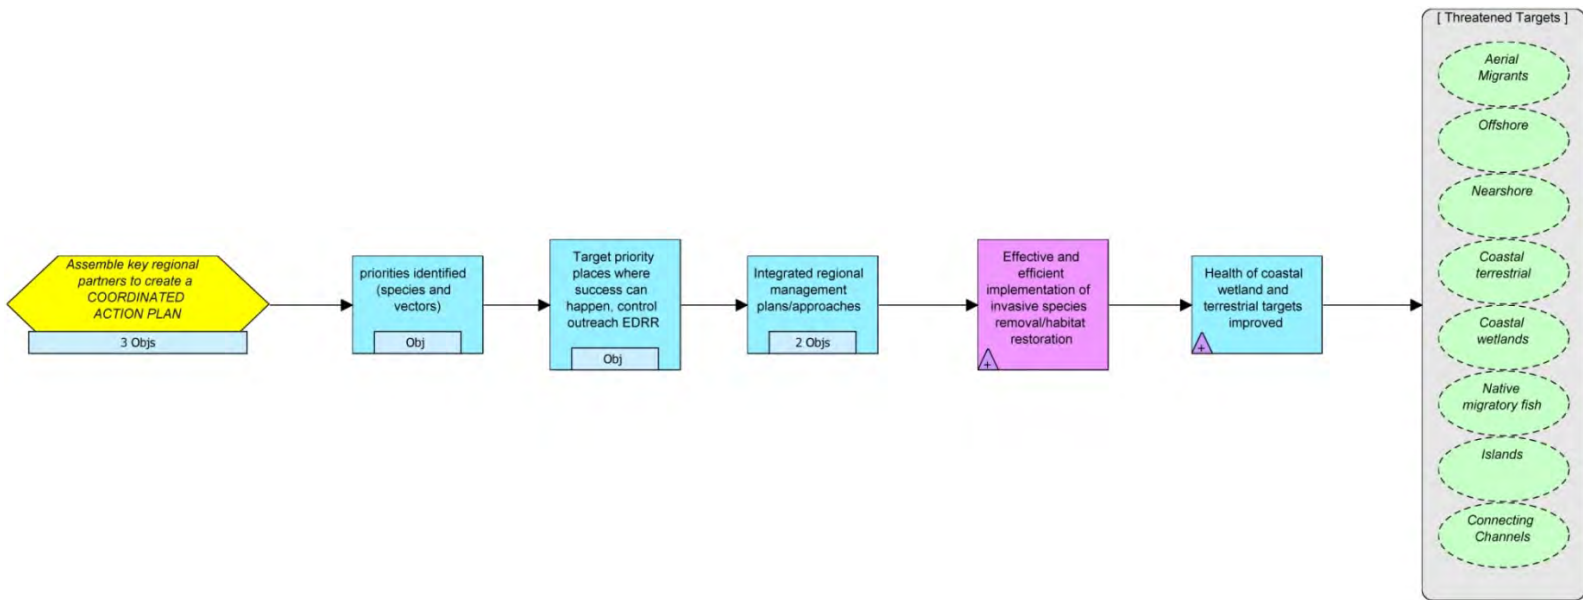 Assemble key regional
partners to create a
COORDINATED
ACTION PLAN
3 Objs
priorities identified
(species and
vectors)
Obj
Target priority
places where
success can
happen, control
outreach EDRR
Obj
Integrated regional
management
plans/approaches
2 Objs
Effective and
efficient
implementation of
invasive species
removal/habitat
restoration
+
Health of coastal
wetland and
terrestrial targets
improved
+
[ Threatened Targets ]
Aerial
Migrants
Offshore
Nearshore
Coastal
terrestrial
Coastal
wetlands
Native
migratory fish
Islands
Connecting
Channels